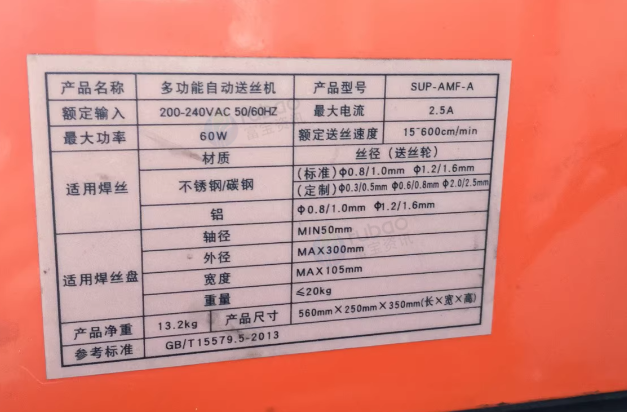 产品名称 多功能自动送丝机 产品型号 SUP-AMF-A
额定输入 200-240VAC 50/60HZ 最大电流 2.5A
最大功率 60W 额定送丝速度 15~600cm/min
适用焊丝 材质 丝径（送丝轮）
不锈钢/碳钢 (标准)Φ0.8/1.0mm Φ1.2/1.6mm
(定制)Φ0.3/0.5mm Φ0.6/0.8mm Φ2.0/2.5mm
铝 Φ0.8/1.0mm Φ1.2/1.6mm
适用焊丝盘 轴径 MIN50mm
外径 MAX300mm
宽度 MAX105mm
重量 ≤20kg
产品净重 13.2kg 产品尺寸 560mm×250mm×350mm(长×宽×高)
参考标准 GB/T15579.5-2013